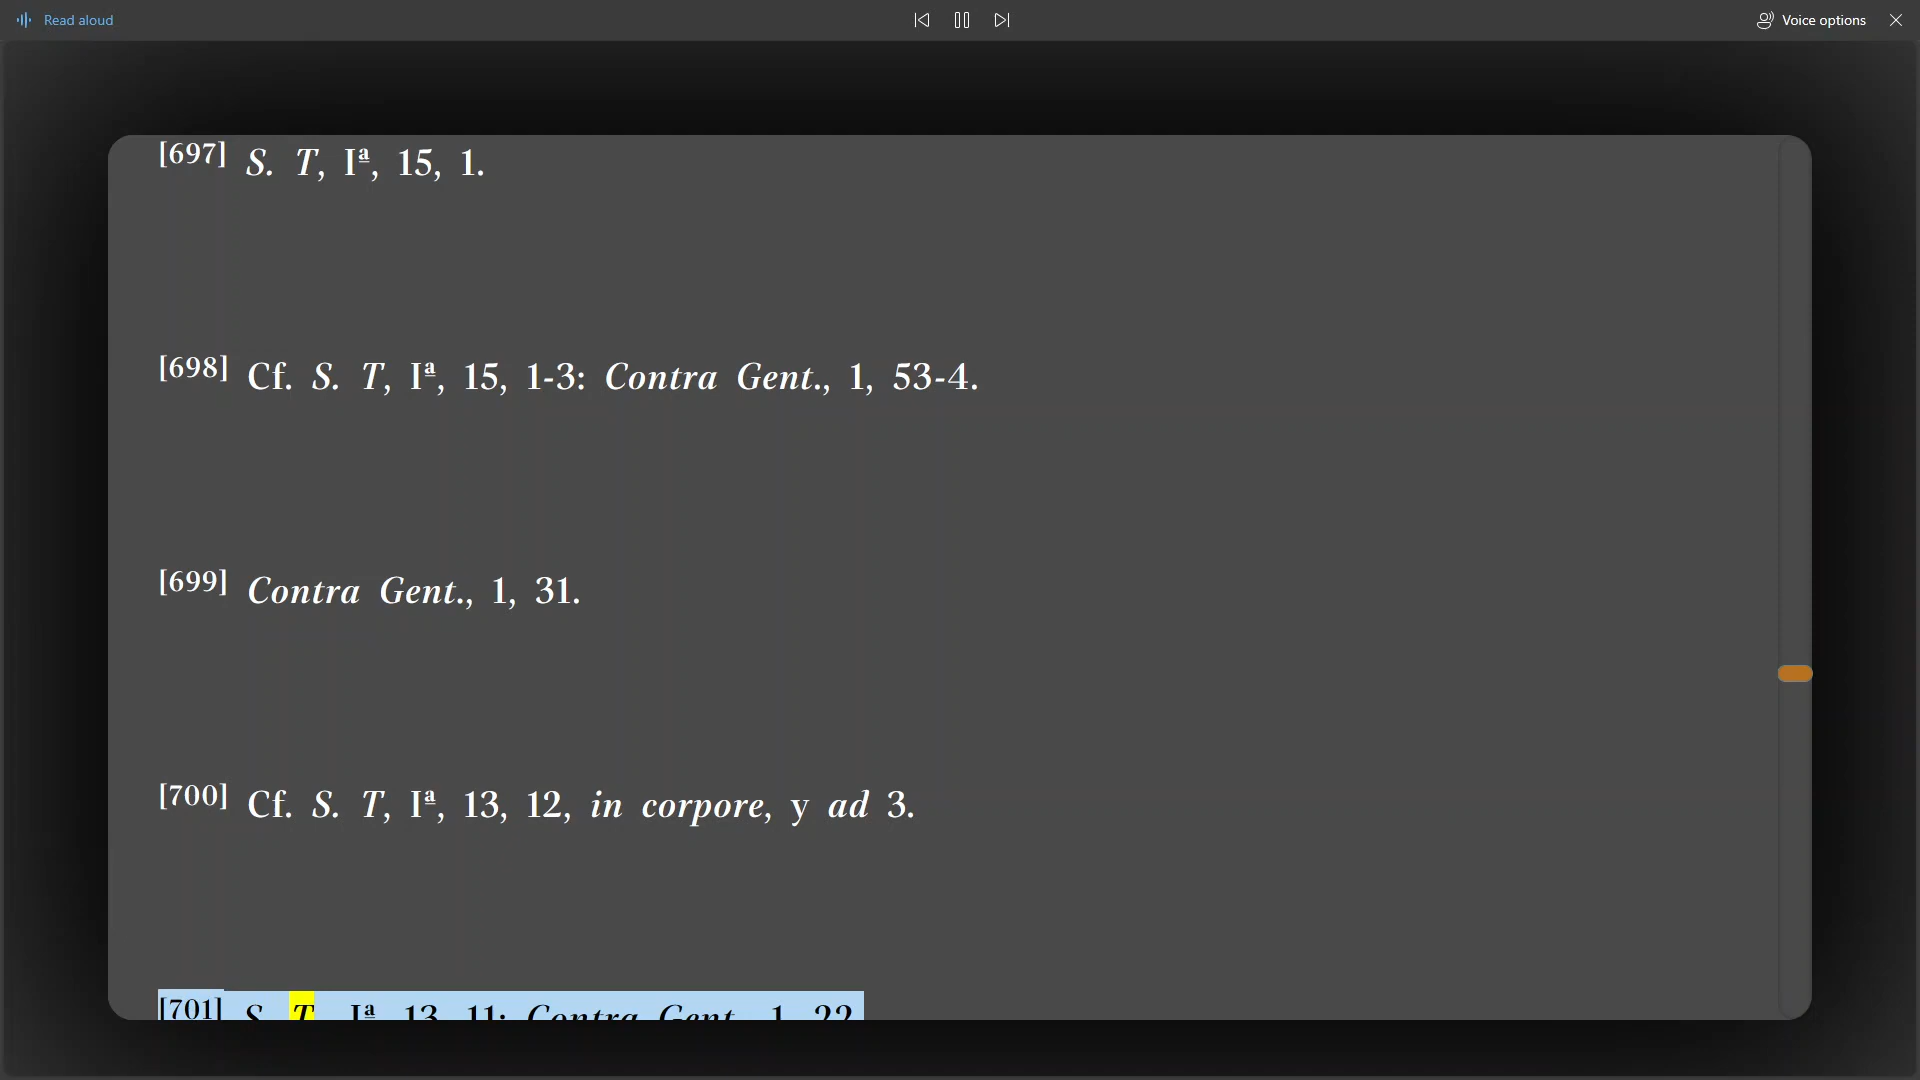 Read aloud
Voice options
[697] S. T, Iª, 15, 1.
[698] Cf. S. T, Iª, 15, 1-3: Contra Gent., 1, 53-4.
[699] Contra Gent., 1, 31.
[700] Cf. S. T, Iª, 13, 12, in corpore, y ad 3.
[701] S. T, Iª, 13, 11; Contra Gent., 1, 22.